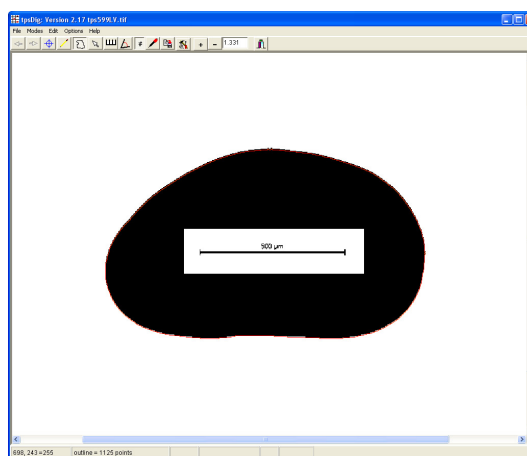 tpsDig: Version 2.17 tps599LV.tif
File Modes Edit Options Help
+ - 1.331
500 µm
698, 243 =255 outline = 1125 points